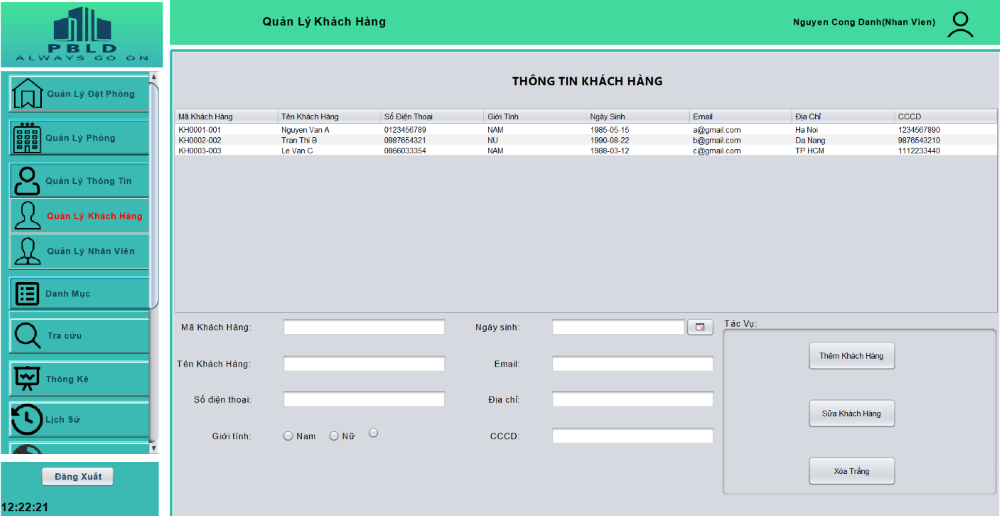 PBLD
ALWAYS GO ON
Quản Lý Khách Hàng
Nguyen Cong Danh(Nhan Vien)
Quản Lý Đặt Phòng
Quản Lý Phòng
Quản Lý Thông Tin
Quản Lý Khách Hàng
Quản Lý Nhân Viên
Danh Mục
Tra cứu
Thống Kê
Lịch Sử
Đăng Xuất
12:22:21
THÔNG TIN KHÁCH HÀNG
Mã Khách Hàng Tên Khách Hàng Số Điện Thoại Giới Tính Ngày Sinh Email Địa Chỉ CCCD
KH0001-001 Nguyen Van A 0123456789 NAM 1985-05-15 a@gmail.com Ha Noi 1234567890
KH0002-002 Tran Thi B 0987654321 NU 1990-08-22 b@gmail.com Da Nang 9876543210
KH0003-003 Le Van C 0866033354 NAM 1988-03-12 c@gmail.com TP.HCM 1112233440
Mã Khách Hàng: Ngày sinh:
Tên Khách Hàng: Email:
Số điện thoại: Địa chỉ:
Giới tính: Nam Nữ CCCD:
Tác Vụ:
Thêm Khách Hàng
Sửa Khách Hàng
Xóa Trắng